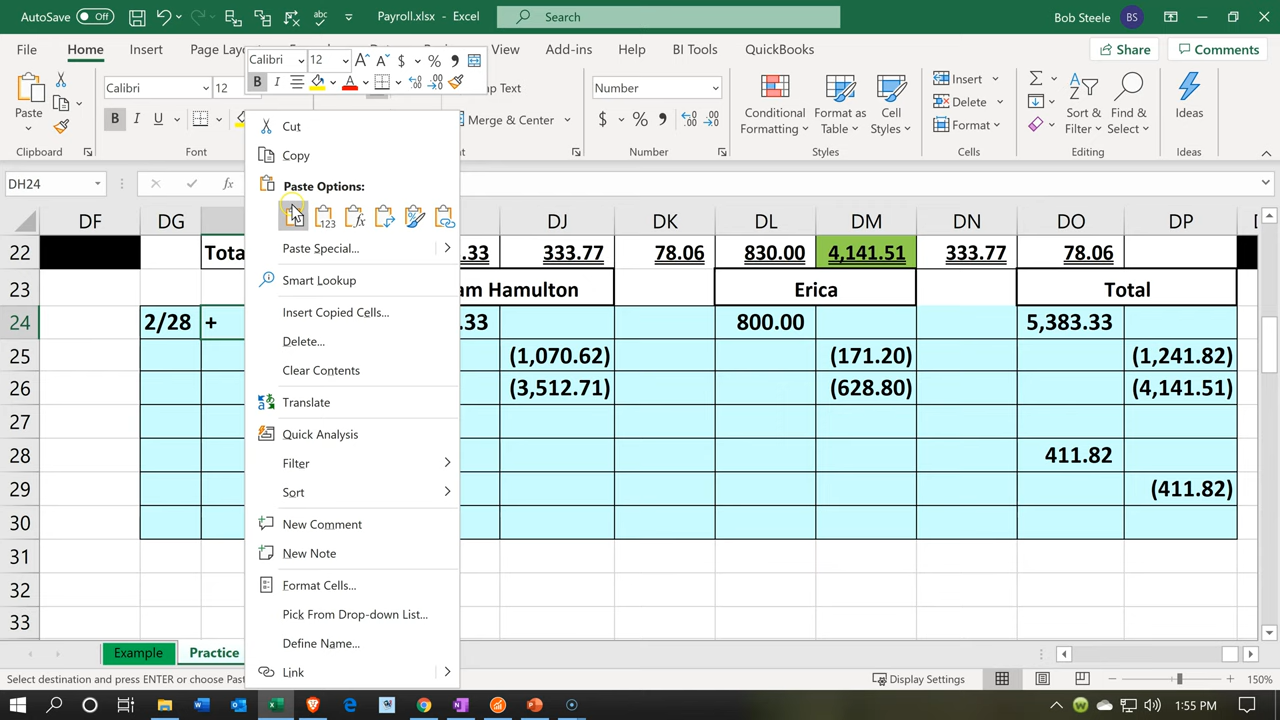 AutoSave Off Payroll.xlsx - Excel Search Bob Steele BS
File Home Insert Page Lay View Add-ins Help BI Tools QuickBooks Share Comments
Calibri 12
Paste Calibri 12 Wrap Text Number Conditional Formatting Format as Table Cell Styles Insert Delete Format Sort & Filter Find & Select Ideas
B I U Merge & Center
Clipboard Font Number Styles Cells Editing Ideas
DH24 fx
Cut
Copy
Paste Options:
Paste Special...
Smart Lookup
Insert Copied Cells...
Delete...
Clear Contents
Translate
Quick Analysis
Filter
Sort
New Comment
New Note
Format Cells...
Pick From Drop-down List...
Define Name...
Link
DF DG DJ DK DL DM DN DO DP
22 Tota .33 333.77 78.06 830.00 4,141.51 333.77 78.06
23 am Hamulton Erica Total
24 2/28 + .33 800.00 5,383.33
25 (1,070.62) (171.20) (1,241.82)
26 (3,512.71) (628.80) (4,141.51)
27
28 411.82
29 (411.82)
30
31
32
33
Example Practice
Select destination and press ENTER or choose Pas Display Settings 150%
1:55 PM